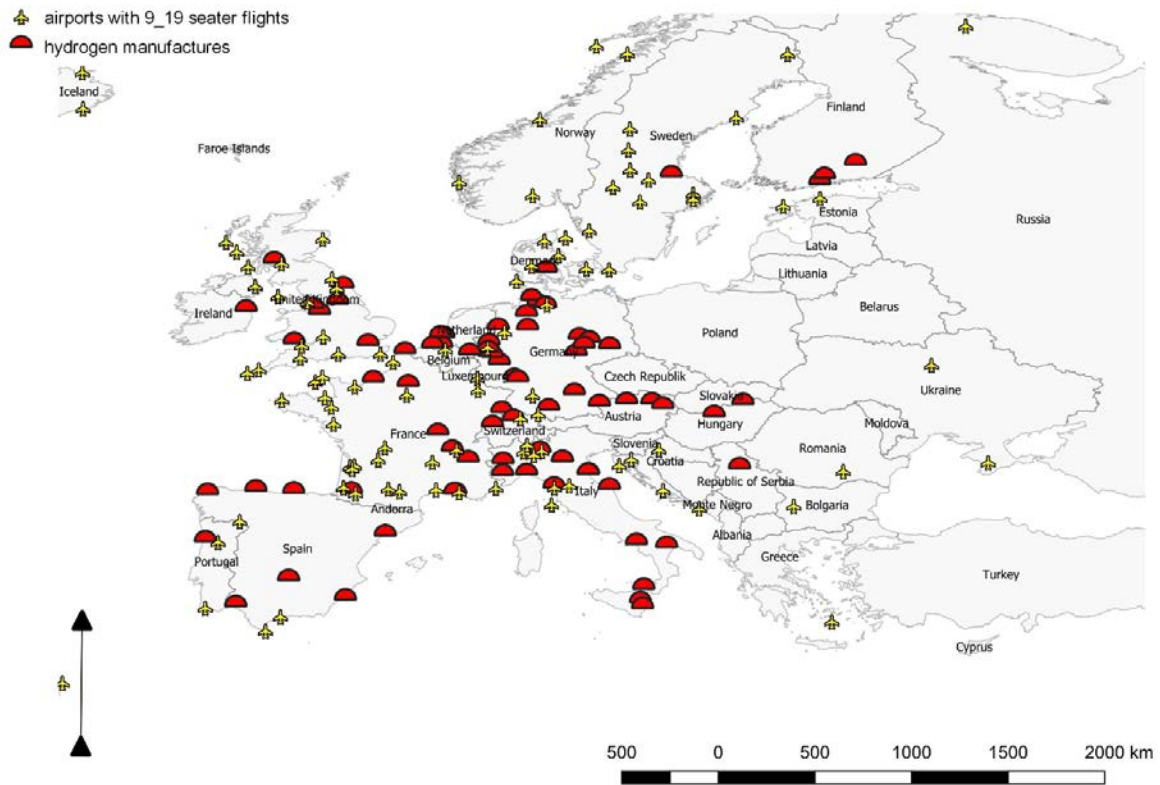 airports with 9_19 seater flights
hydrogen manufactures
Iceland
Faroe Islands
Norway
Sweden
Finland
Russia
Estonia
Latvia
Lithuania
Denmark
Belarus
Ireland
United Kingdom
Netherland
Poland
Belgium
Germany
Luxembourg
Czech Republik
Ukraine
Slovakia
Austria
Hungary
Moldova
France
Switzerland
Slovenia
Croatia
Romania
Republic of Serbia
Italy
Monte Negro
Bolgaria
Andorra
Albania
Spain
Portugal
Greece
Turkey
Cyprus
500 0 500 1000 1500 2000 km